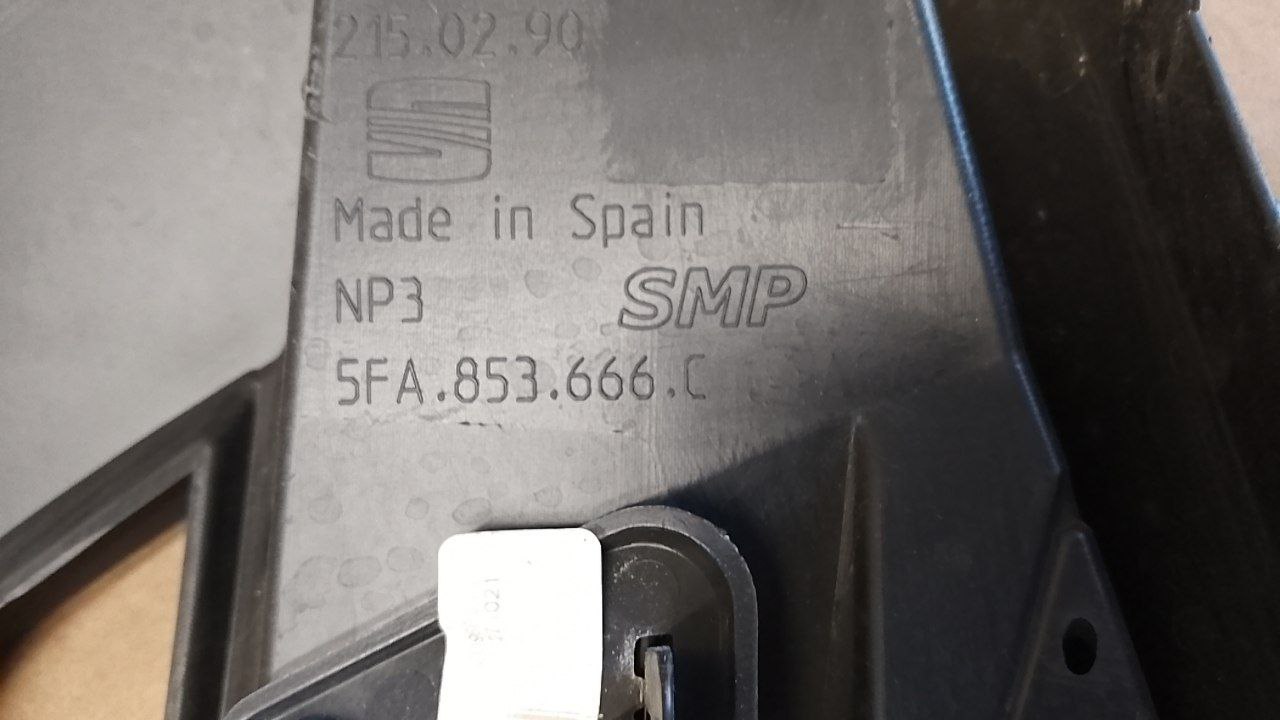 215.02.90
Made in Spain
NP3 SMP
5FA.853.666.C